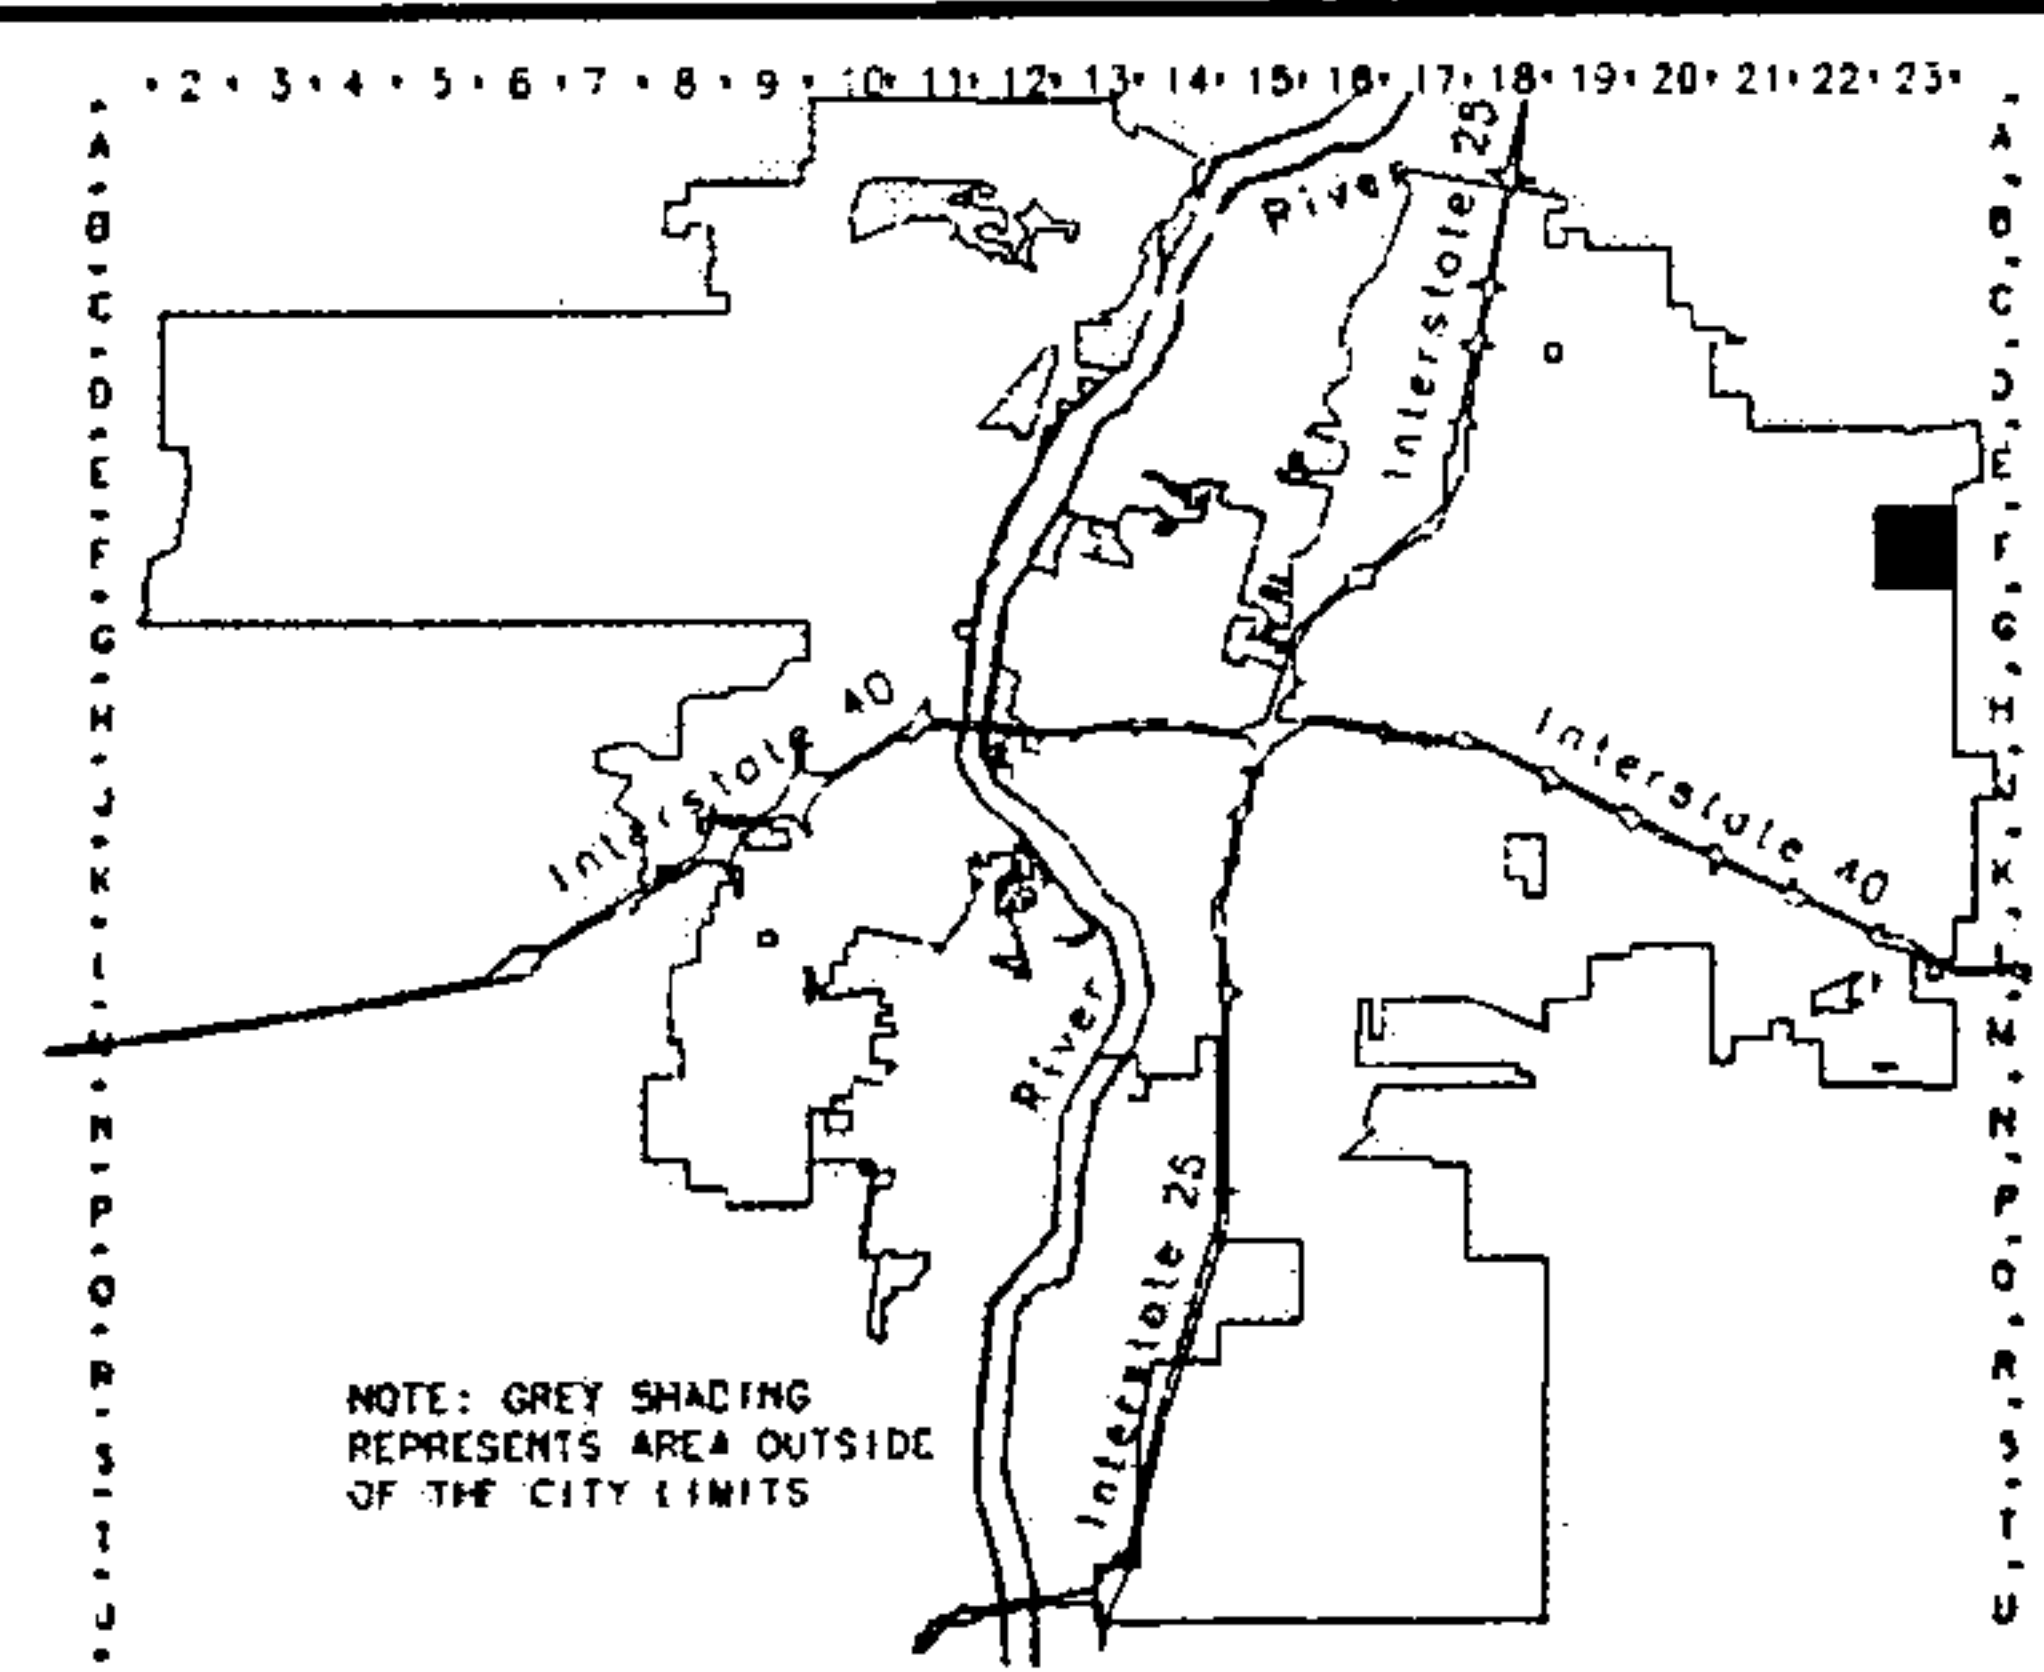 2 3 4 5 6 7 8 9 10 11 12 13 14 15 16 17 18 19 20 21 22 23
A A
B B
C C
D D
E E
F F
G G
H H
J J
K K
L L
M M
N N
P P
Q Q
R R
S S
T T
U U
River
Interstate 25
Interstate 40
Interstate 40
River
Interstate 25
NOTE: GREY SHADING
REPRESENTS AREA OUTSIDE
OF THE CITY LIMITS